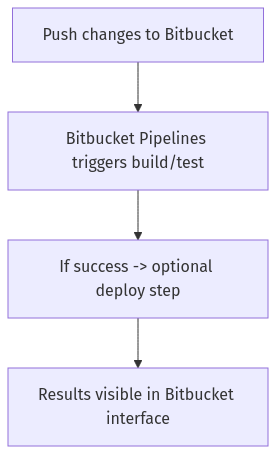 Push changes to Bitbucket
Bitbucket Pipelines
triggers build/test
If success -> optional
deploy step
Results visible in Bitbucket
interface